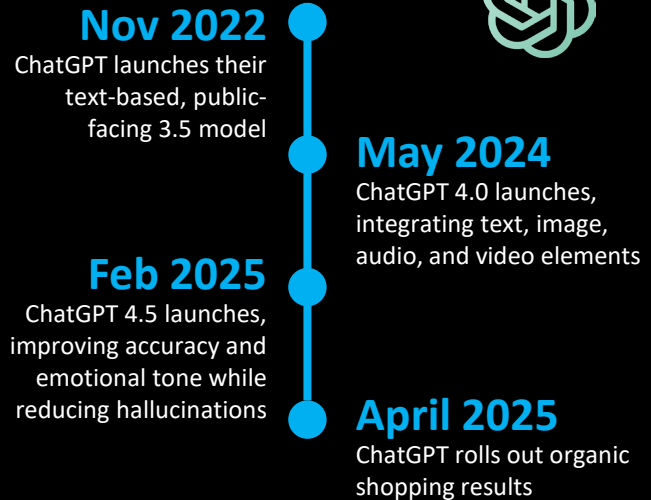 Nov 2022
ChatGPT launches their
text-based, public-
facing 3.5 model
May 2024
ChatGPT 4.0 launches,
integrating text, image,
audio, and video elements
Feb 2025
ChatGPT 4.5 launches,
improving accuracy and
emotional tone while
reducing hallucinations
April 2025
ChatGPT rolls out organic
shopping results